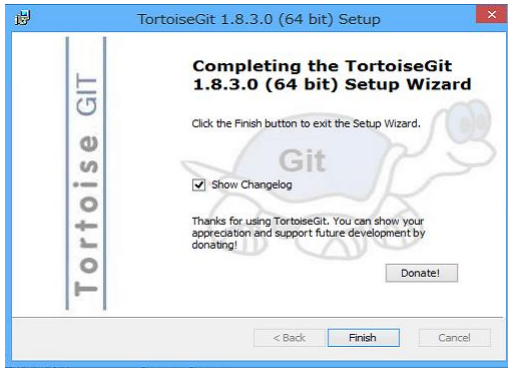 TortoiseGit 1.8.3.0 (64 bit) Setup
Tortoise GIT
Completing the TortoiseGit
1.8.3.0 (64 bit) Setup Wizard
Click the Finish button to exit the Setup Wizard.
Git
Show Changelog
Thanks for using TortoiseGit. You can show your
appreciation and support future development by
donating!
Donate!
< Back
Finish
Cancel